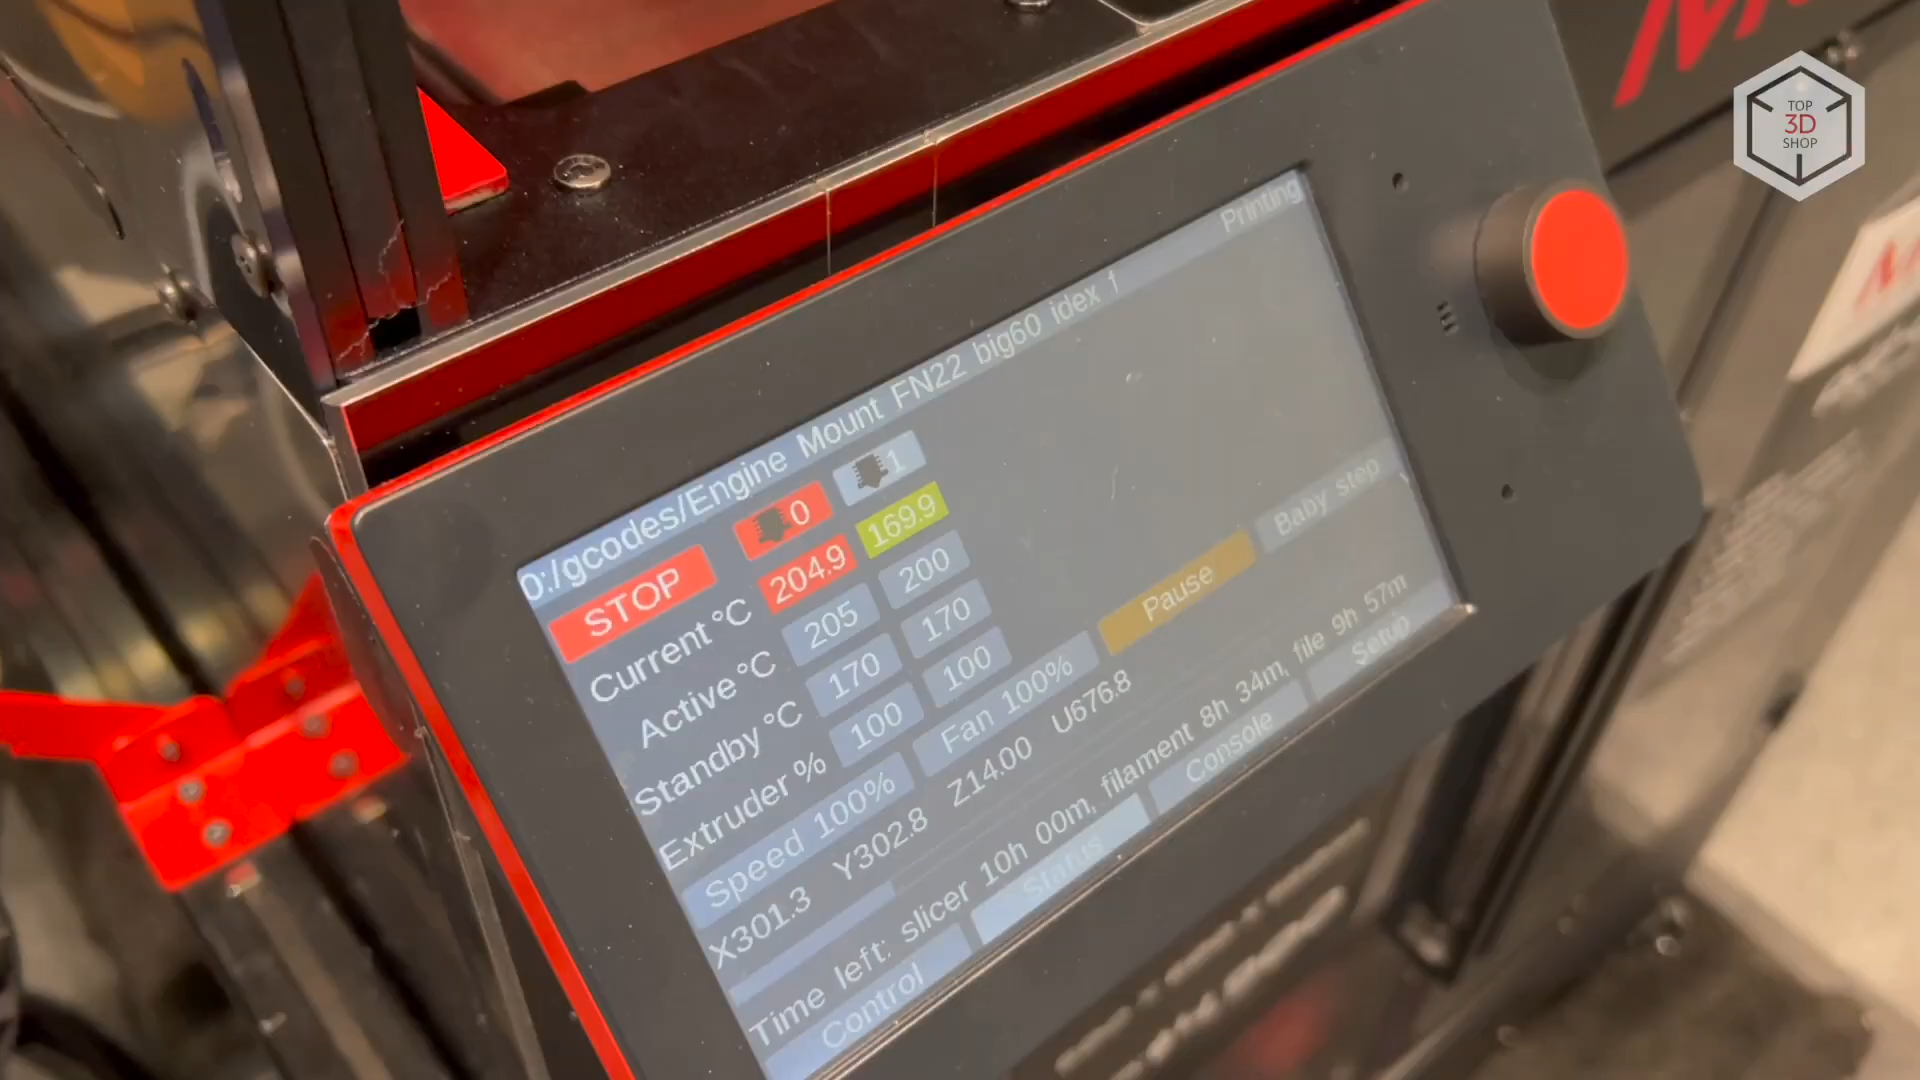 TOP
3D
SHOP
Printing
0:/gcodes/Engine Mount FN22 big60 idex f
STOP 0 1
Current °C 204.9 169.9
Active °C 205 200
Standby °C 170 170
Extruder % 100 100
Speed 100% Fan 100% Pause Baby step
X301.3 Y302.8 Z14.00 U676.8
Time left: slicer 10h 00m, filament 8h 34m, file 9h 57m
Control Status Console Setup